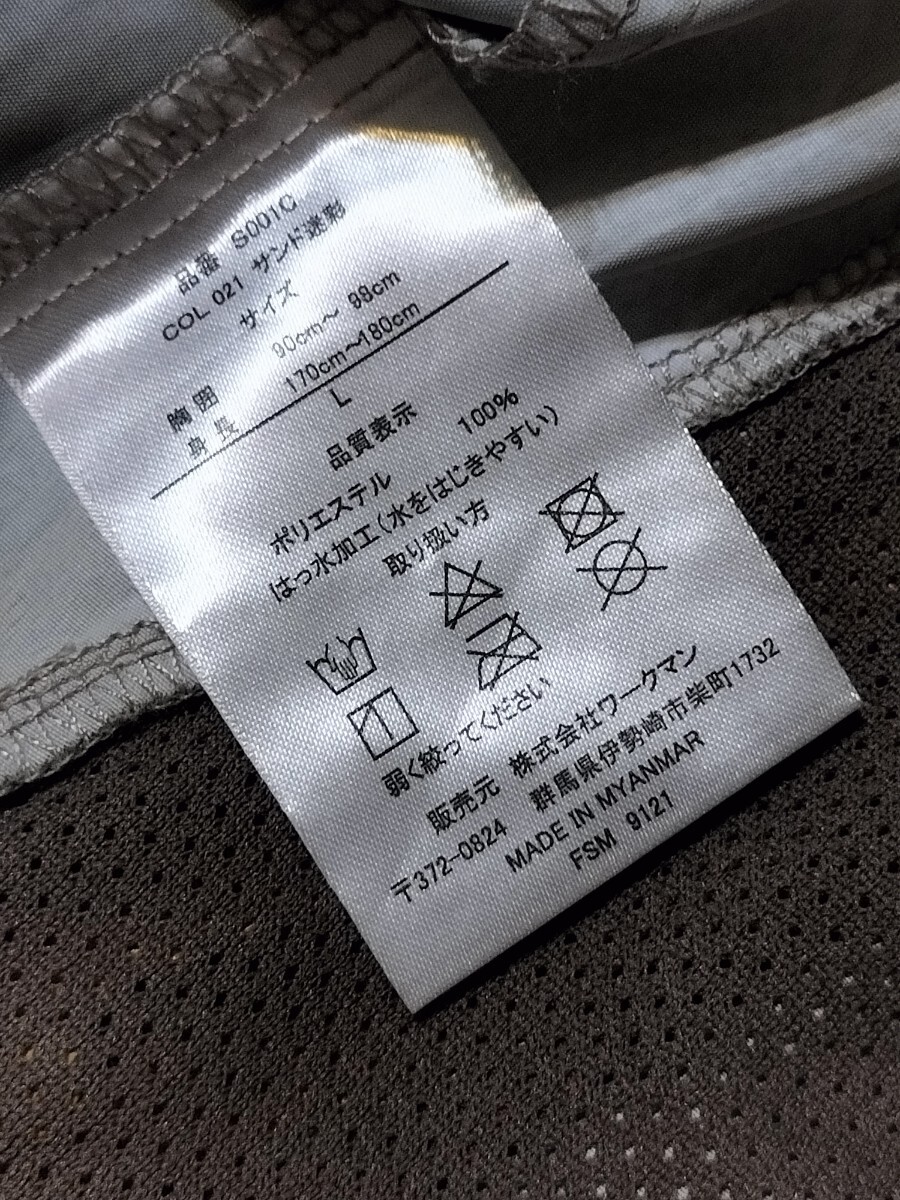 品番 S001C
COL 021 サンド迷彩
サイズ
胸囲 90cm～ 98cm
身長 170cm～180cm
L
品質表示
ポリエステル 100%
はっ水加工(水をはじきやすい)
取り扱い方
弱く絞ってください
販売元 株式会社ワークマン
〒372-0824 群馬県伊勢崎市柴町1732
MADE IN MYANMAR
FSM 9121